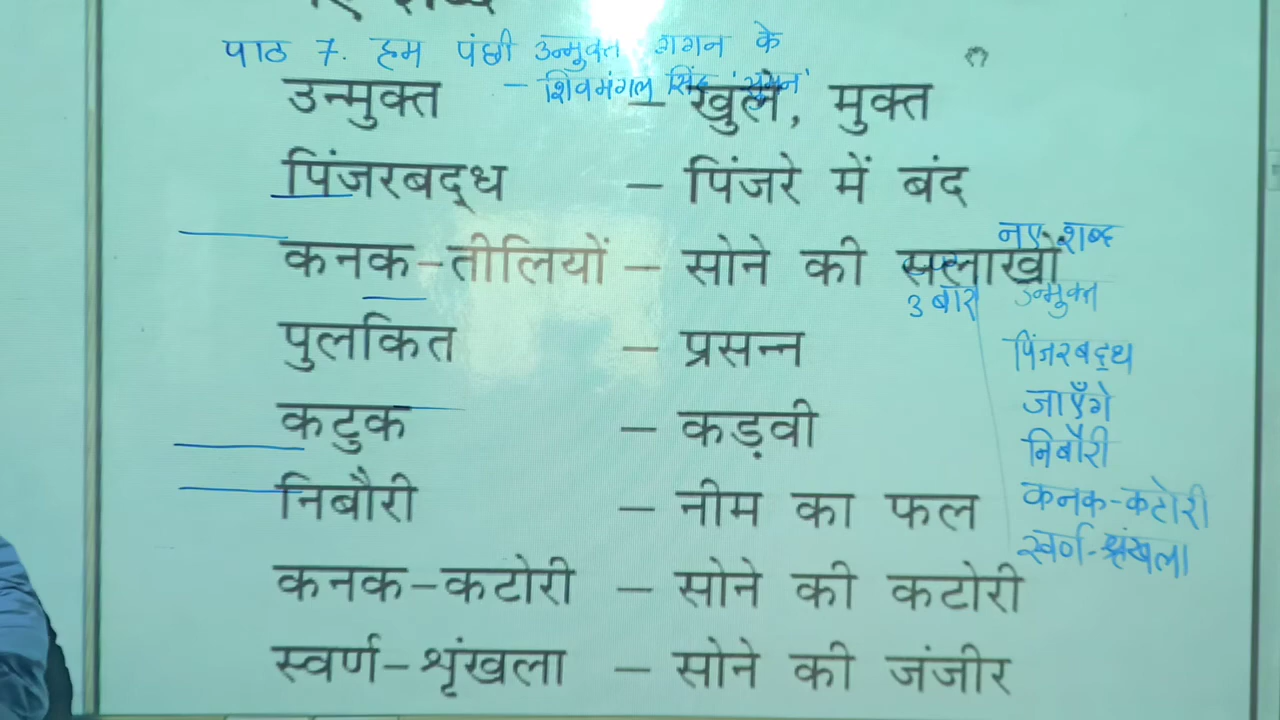 पाठ 7. हम पंछी उन्मुक्त गगन के
– शिवमंगल सिंह 'सुमन'
उन्मुक्त – खुले, मुक्त
पिंजरबद्ध – पिंजरे में बंद
कनक-तीलियों – सोने की सलाखों
पुलकित – प्रसन्न
कटुक – कड़वी
निबौरी – नीम का फल
कनक-कटोरी – सोने की कटोरी
स्वर्ण-शृंखला – सोने की जंजीर
नए शब्द
3 बार
उन्मुक्त
पिंजरबद्ध
जाएँगे
निबौरी
कनक-कटोरी
स्वर्ण-श्रृंखला